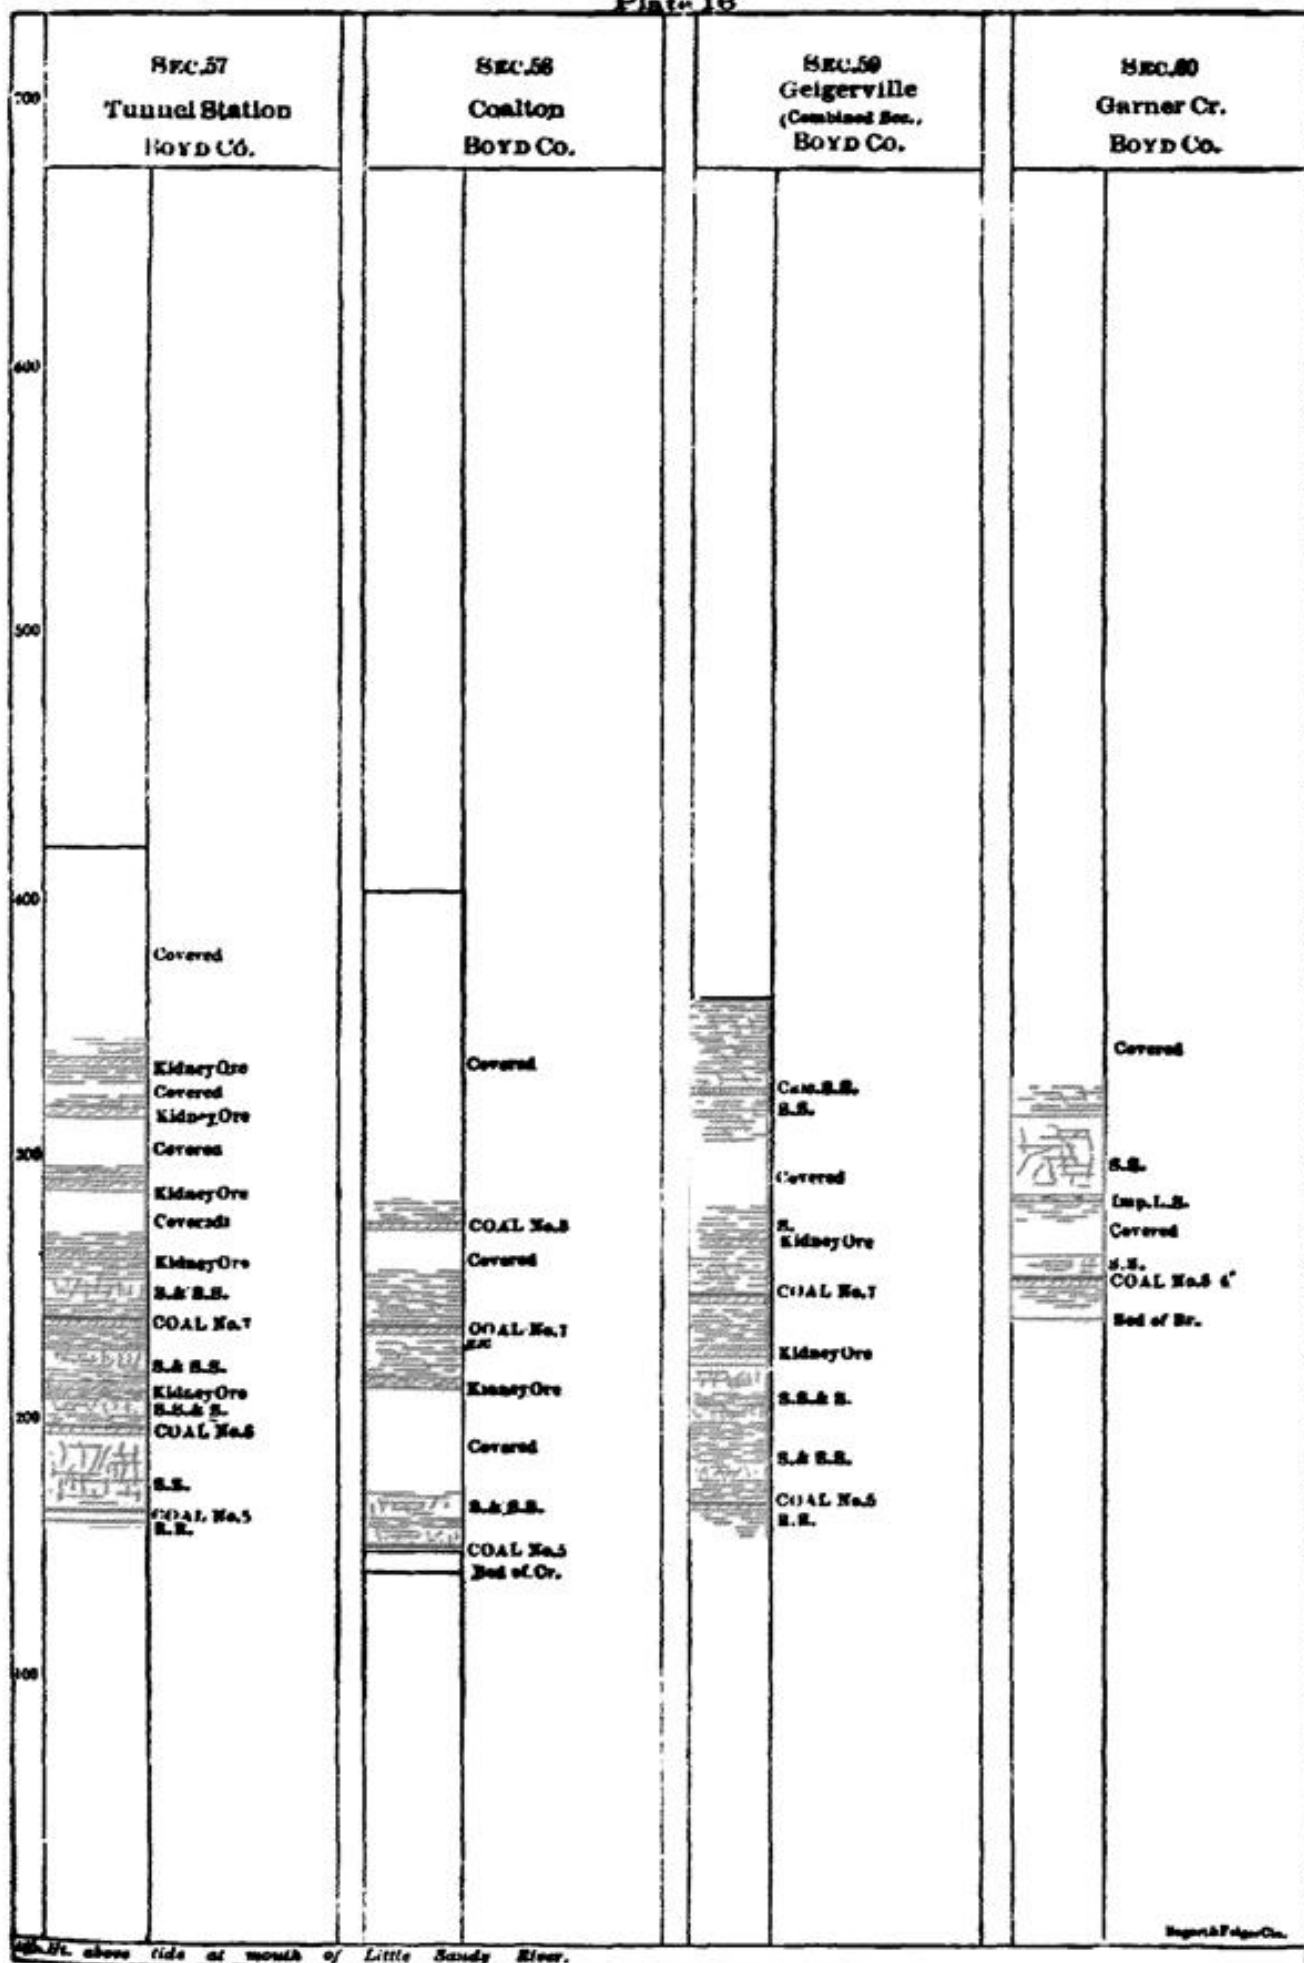 Plate 16
SEC.57
Tunnel Station
BOYD CO.
SEC.58
Coalton
BOYD CO.
SEC.59
Geigerville
(Combined Sec.,
BOYD CO.
SEC.60
Garner Cr.
BOYD CO.
700
600
500
400
300
200
100
Covered
Kidney Ore
Covered
Kidney Ore
Covered
Kidney Ore
Covered
Kidney Ore
S. & S.S.
COAL No.7
S. & S.S.
Kidney Ore
S.S. & S.
COAL No.6
S.S.
COAL No.5
Covered
COAL No.8
Covered
COAL No.7
Kidney Ore
Covered
S. & S.S.
COAL No.5
Bed of Cr.
S.S.
S.S.
Covered
S.
Kidney Ore
COAL No.7
Kidney Ore
S.S. & S.
S. & S.S.
COAL No.5
Covered
S.S.
Imp. L.S.
Covered
S.S.
COAL No.
Bed of Br.
Ft. above tide at mouth of Little Sandy River.